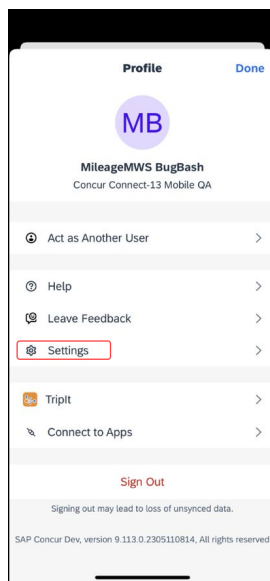 Profile
Done
MB
MileageMWS BugBash
Concur Connect-13 Mobile QA
Act as Another User
Help
Leave Feedback
Settings
TripIt
Connect to Apps
Sign Out
Signing out may lead to loss of unsynced data.
SAP Concur Dev, version 9.113.0.2305110814, All rights reserved